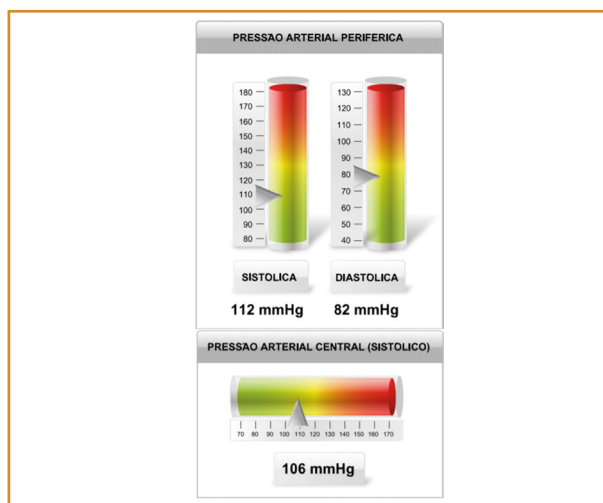 PRESSÃO ARTERIAL PERIFERICA
180
170
160
150
140
130
120
110
100
90
80
130
120
110
100
90
80
70
60
50
40
SISTOLICA
DIASTOLICA
112 mmHg
82 mmHg
PRESSÃO ARTERIAL CENTRAL (SISTOLICO)
70 80 90 100 110 120 130 140 150 160 170
106 mmHg